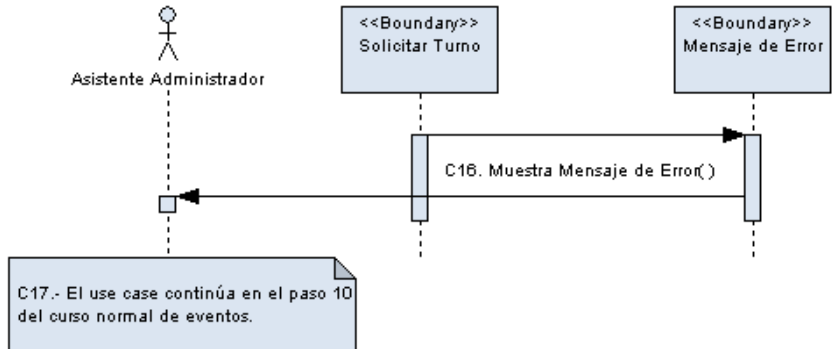 <<Boundary>>
Solicitar Turno
<<Boundary>>
Mensaje de Error
Asistente Administrador
C16. Muestra Mensaje de Error( )
C17.- El use case continúa en el paso 10
del curso normal de eventos.